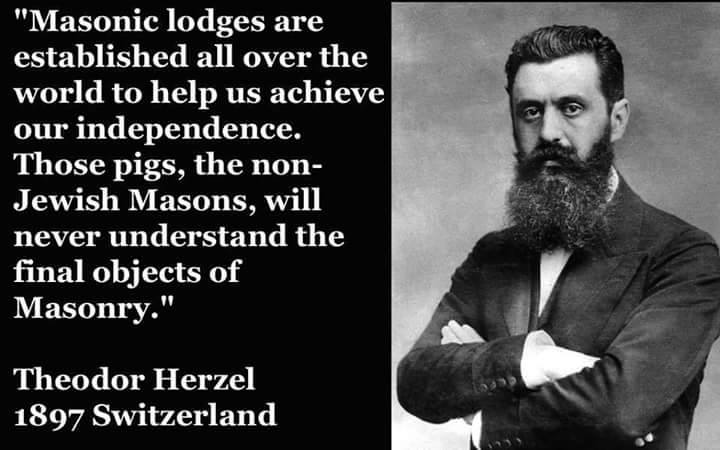 "Masonic lodges are
established all over the
world to help us achieve
our independence.
Those pigs, the non-
Jewish Masons, will
never understand the
final objects of
Masonry."
Theodor Herzel
1897 Switzerland